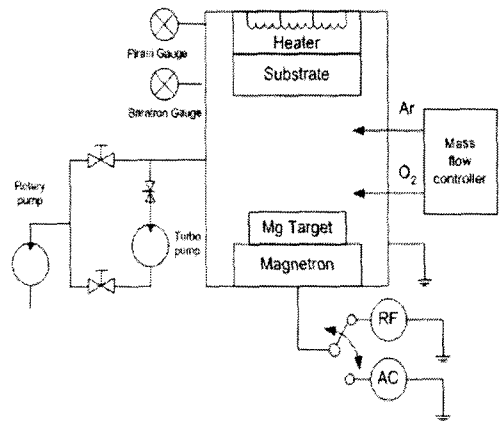 Pirani Gauge
Heater
Substrate
Baratron Gauge
Ar
Mass
flow
controller
O2
Rotary
pump
Turbo
pump
Mg Target
Magnetron
RF
AC